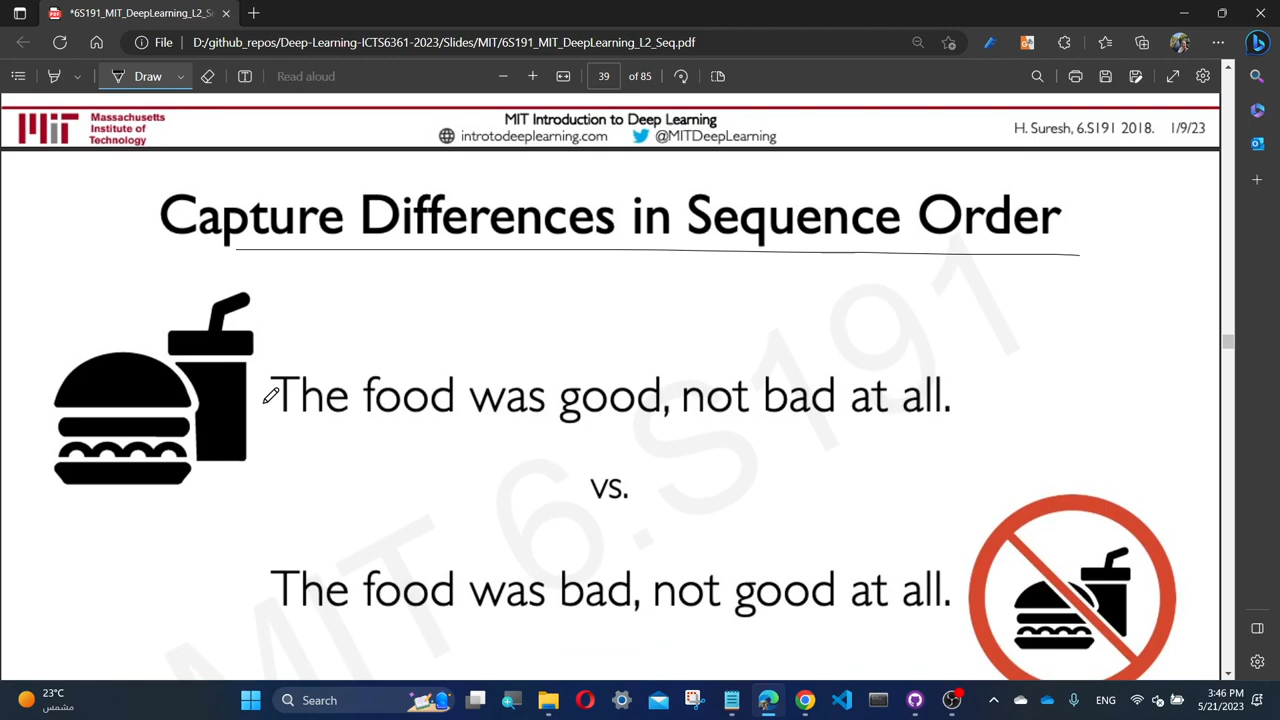 *6S191_MIT_DeepLearning_L2_Seq.pdf
File D:/github_repos/Deep-Learning-ICTS6361-2023/Slides/MIT/6S191_MIT_DeepLearning_L2_Seq.pdf
Draw Read aloud 39 of 85
Massachusetts
Institute of
Technology
MIT Introduction to Deep Learning
introtodeeplearning.com @MITDeepLearning
H. Suresh, 6.S191 2018. 1/9/23
Capture Differences in Sequence Order
The food was good, not bad at all.
vs.
The food was bad, not good at all.
MIT 6.S191
23°C
مشمس
Search
ENG
3:46 PM
5/21/2023